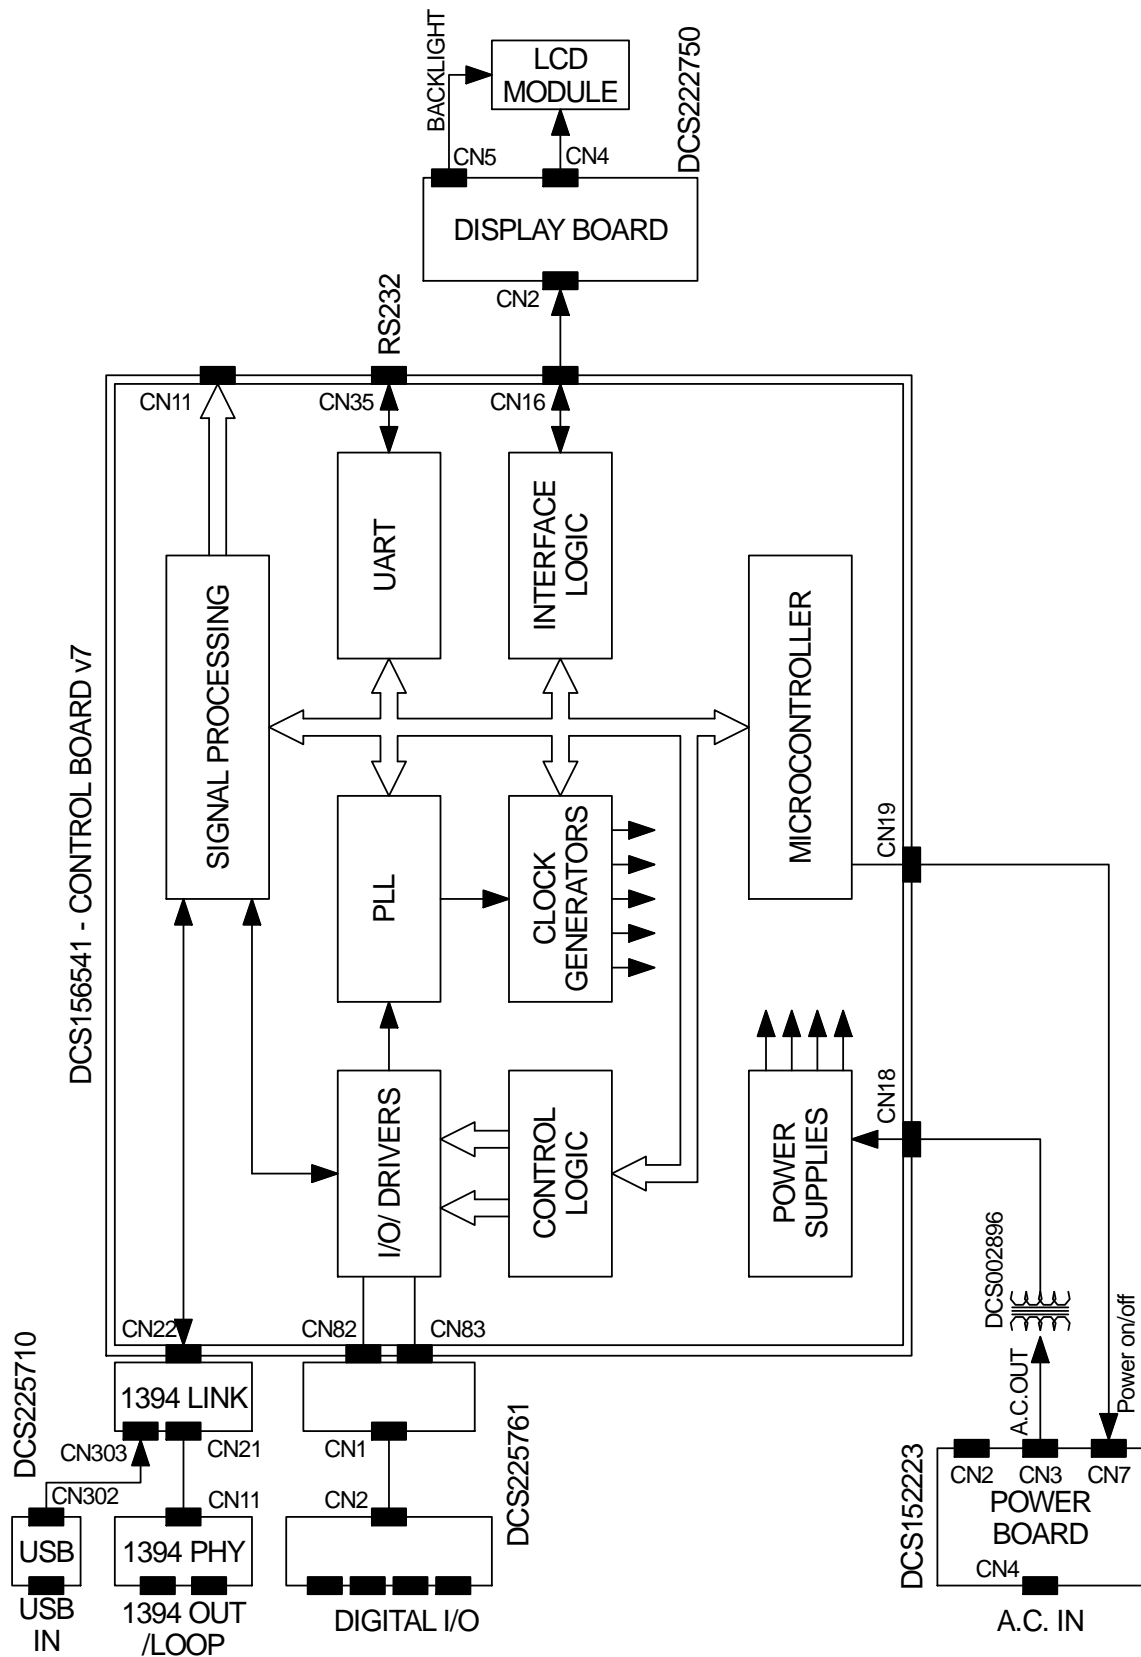 BACKLIGHT
LCD
MODULE
DCS222750
CN5
CN4
DISPLAY BOARD
CN2
RS232
CN11
CN35
CN16
DCS156541 - CONTROL BOARD v7
SIGNAL PROCESSING
UART
INTERFACE
LOGIC
MICROCONTROLLER
PLL
CLOCK
GENERATORS
CN19
I/O/ DRIVERS
CONTROL
LOGIC
POWER
SUPPLIES
CN18
DCS002896
CN22
CN82
CN83
DCS225710
1394 LINK
CN303
CN21
CN1
A.C.OUT
Power on/off
CN302
CN11
CN2
DCS225761
DCS152223
CN2
CN3
CN7
USB
1394 PHY
POWER
BOARD
CN4
USB
IN
1394 OUT
/LOOP
DIGITAL I/O
A.C. IN